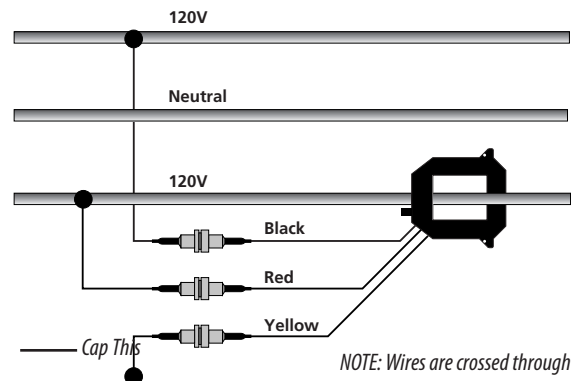 120V
Neutral
120V
Black
Red
Yellow
Cap This
NOTE: Wires are crossed through